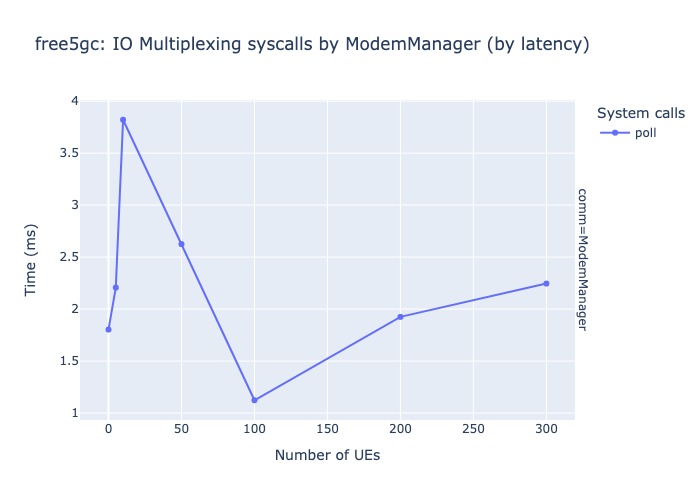 free5gc: IO Multiplexing syscalls by ModemManager (by latency)
System calls
poll
4
3.5
3
2.5
2
1.5
1
Time (ms)
comm=ModemManager
0 50 100 150 200 250 300
Number of UEs